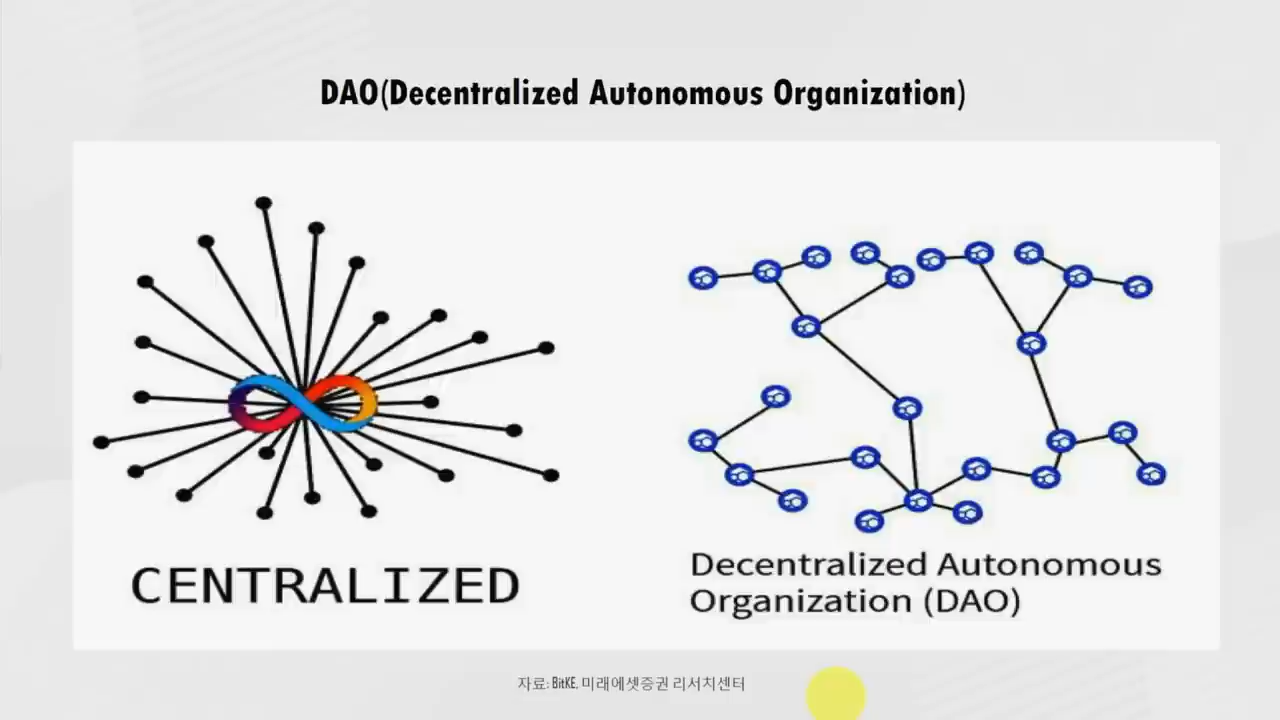 DAO(Decentralized Autonomous Organization)
CENTRALIZED
Decentralized Autonomous
Organization (DAO)
자료: BitKE, 미래에셋증권 리서치센터